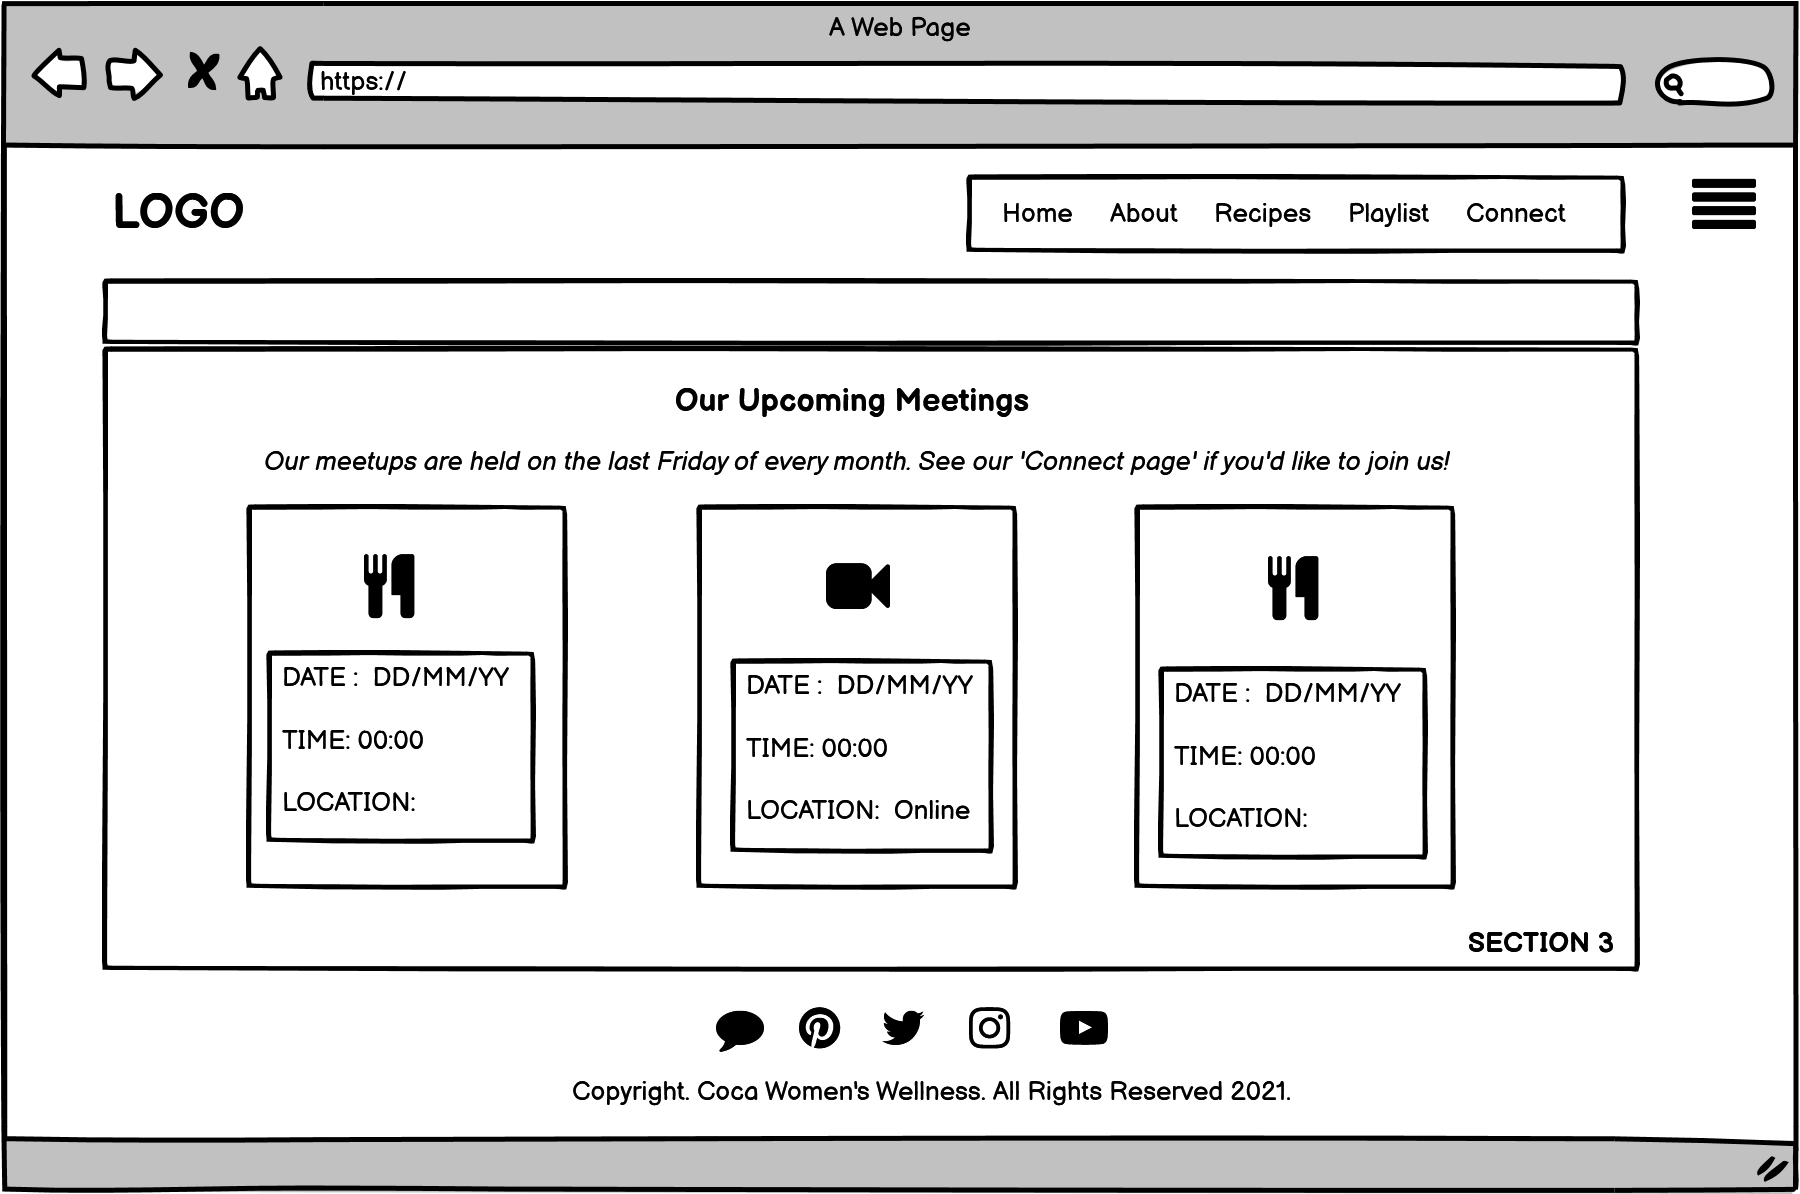 A Web Page
https://
LOGO
Home About Recipes Playlist Connect
Our Upcoming Meetings
Our meetups are held on the last Friday of every month. See our 'Connect page' if you'd like to join us!
DATE : DD/MM/YY
TIME: 00:00
LOCATION:
DATE : DD/MM/YY
TIME: 00:00
LOCATION: Online
DATE : DD/MM/YY
TIME: 00:00
LOCATION:
SECTION 3
Copyright. Coca Women's Wellness. All Rights Reserved 2021.